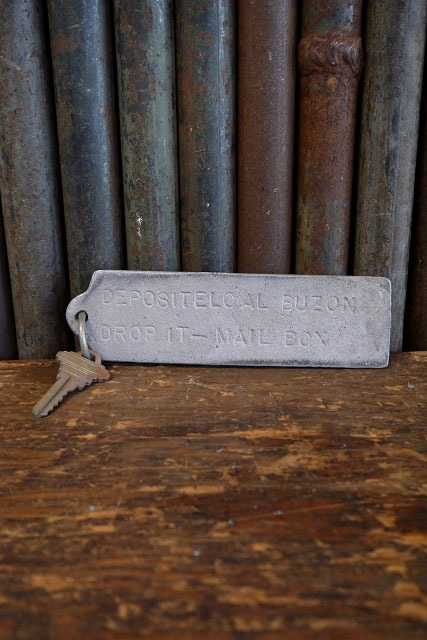 DEPOSITELO AL BUZON
DROP IT — MAIL BOX